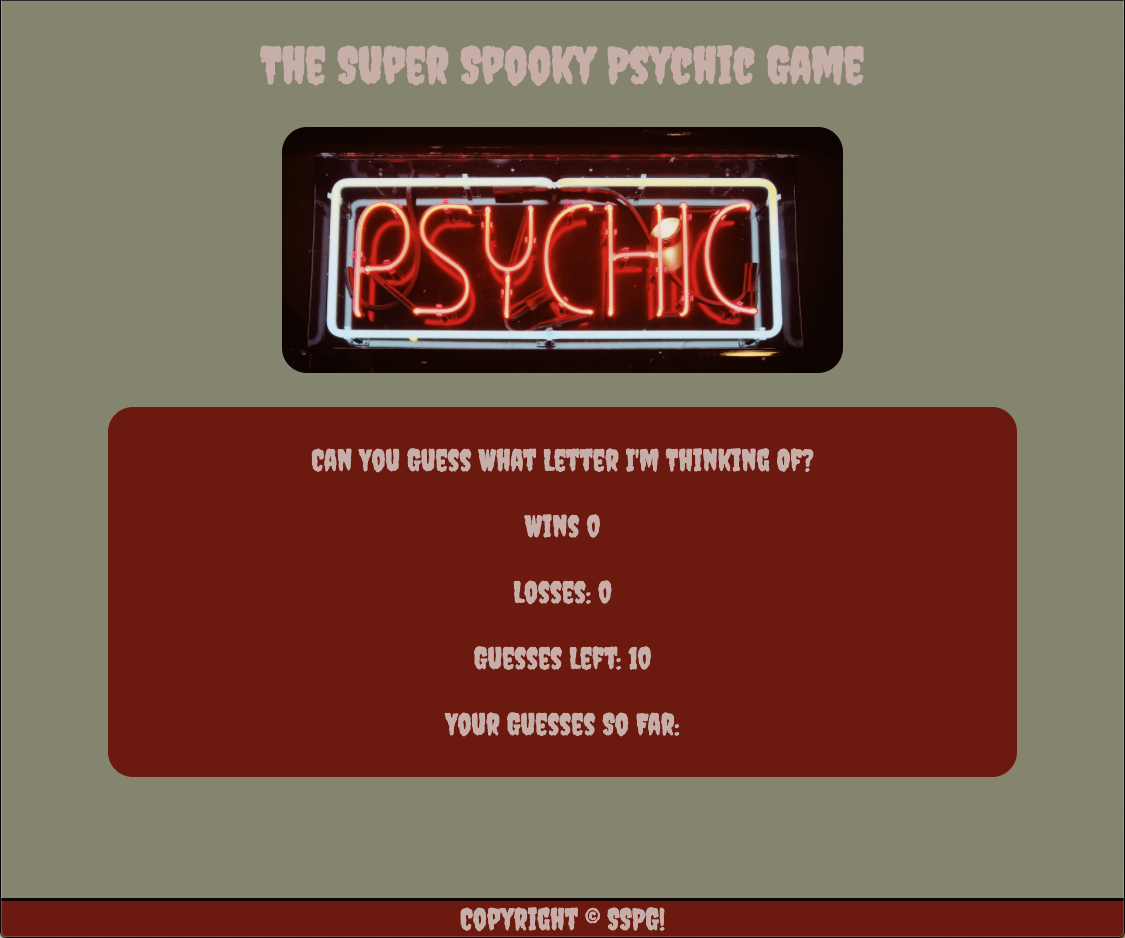 THE SUPER SPOOKY PSYCHIC GAME
PSYCHIC
CAN YOU GUESS WHAT LETTER I'M THINKING OF?
WINS 0
LOSSES: 0
GUESSES LEFT: 10
YOUR GUESSES SO FAR:
COPYRIGHT © SSPG!